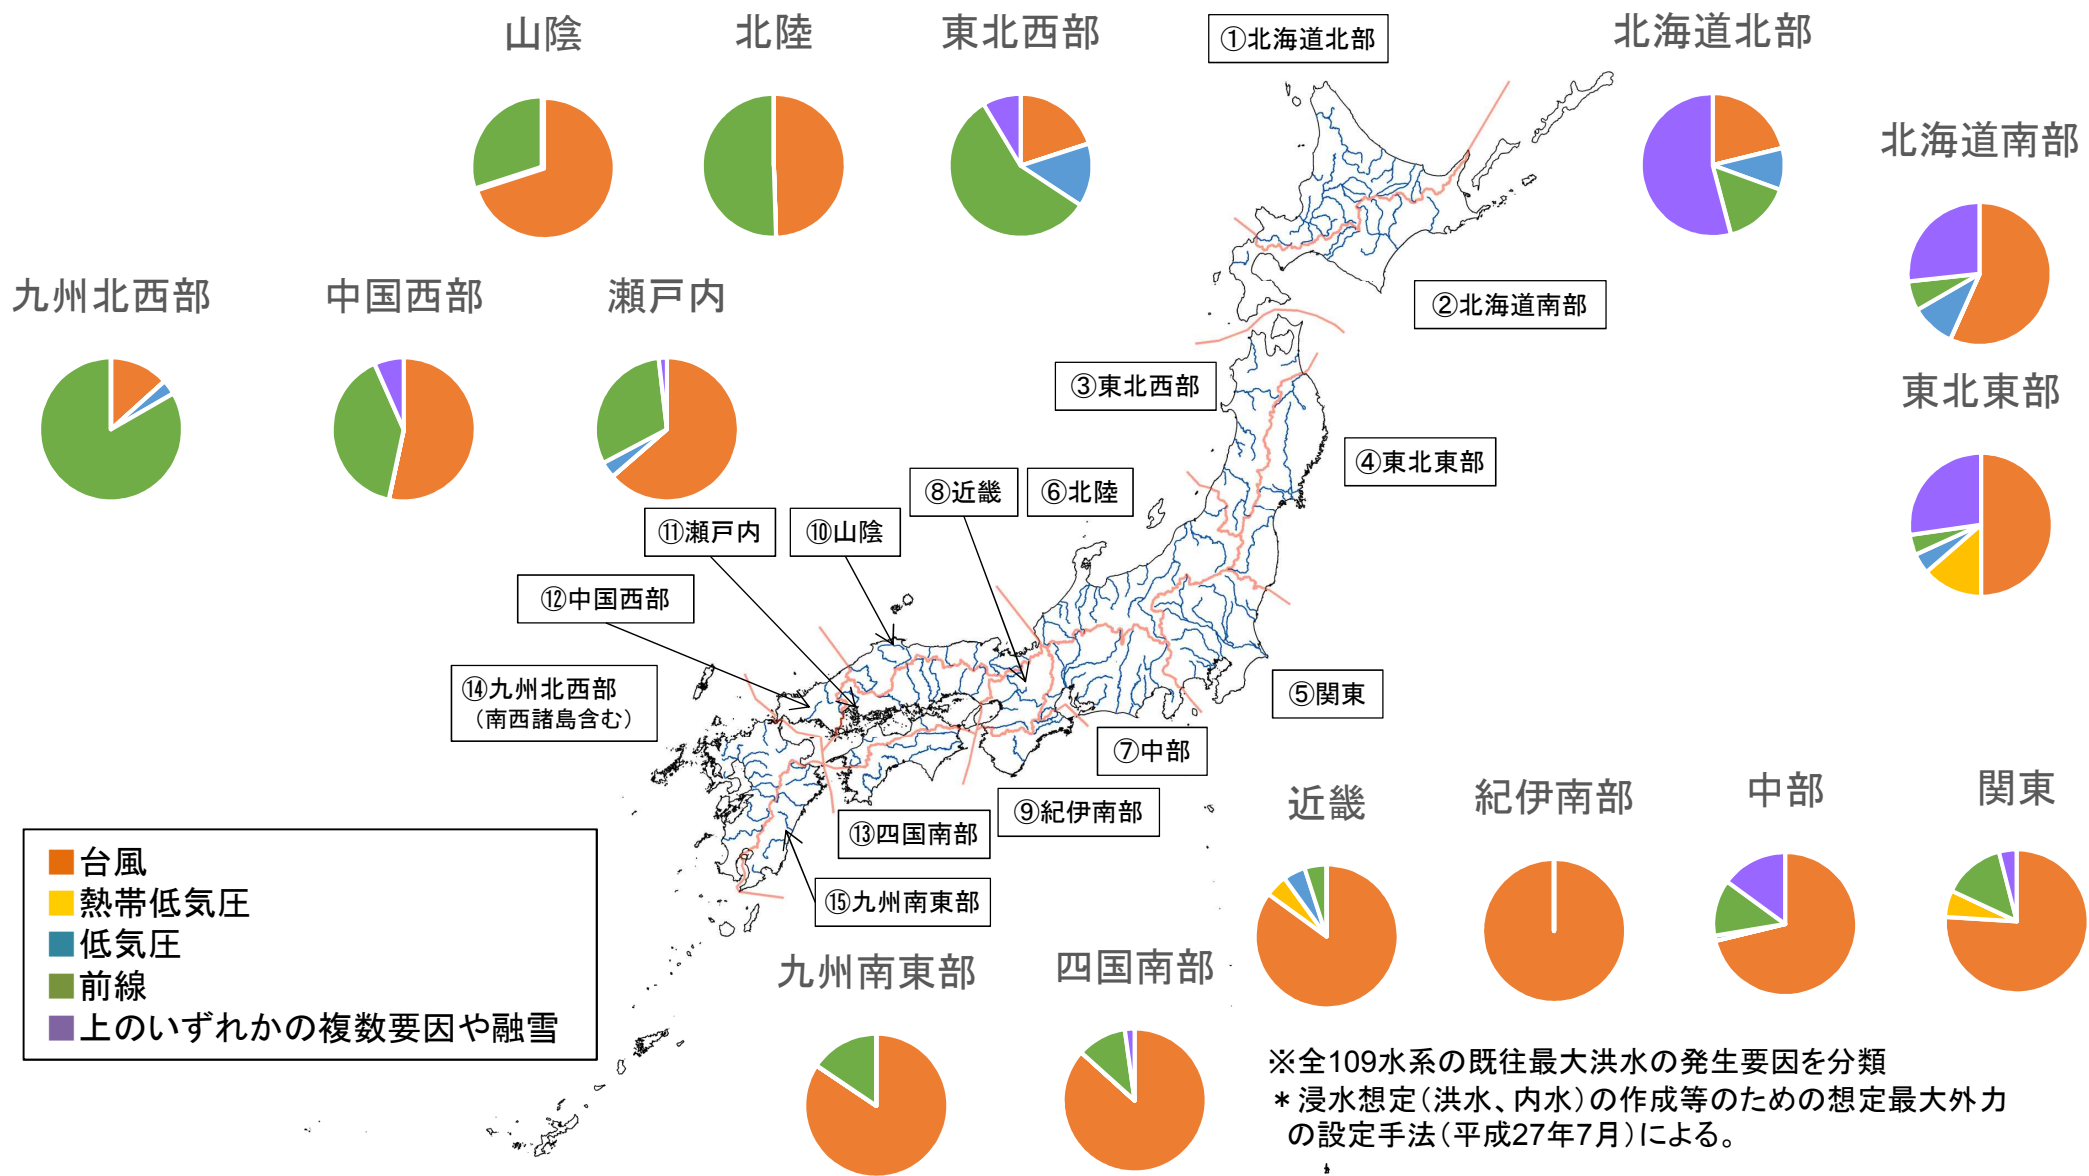 山陰
北陸
東北西部
①北海道北部
北海道北部
北海道南部
九州北西部
中国西部
瀬戸内
②北海道南部
③東北西部
東北東部
④東北東部
⑧近畿
⑥北陸
⑪瀬戸内
⑩山陰
⑫中国西部
⑭九州北西部
(南西諸島含む)
⑤関東
⑦中部
⑨紀伊南部
⑬四国南部
⑮九州南東部
近畿
紀伊南部
中部
関東
台風
熱帯低気圧
低気圧
前線
上のいずれかの複数要因や融雪
九州南東部
四国南部
※全109水系の既往最大洪水の発生要因を分類
*浸水想定(洪水、内水)の作成等のための想定最大外力
の設定手法(平成27年7月)による。